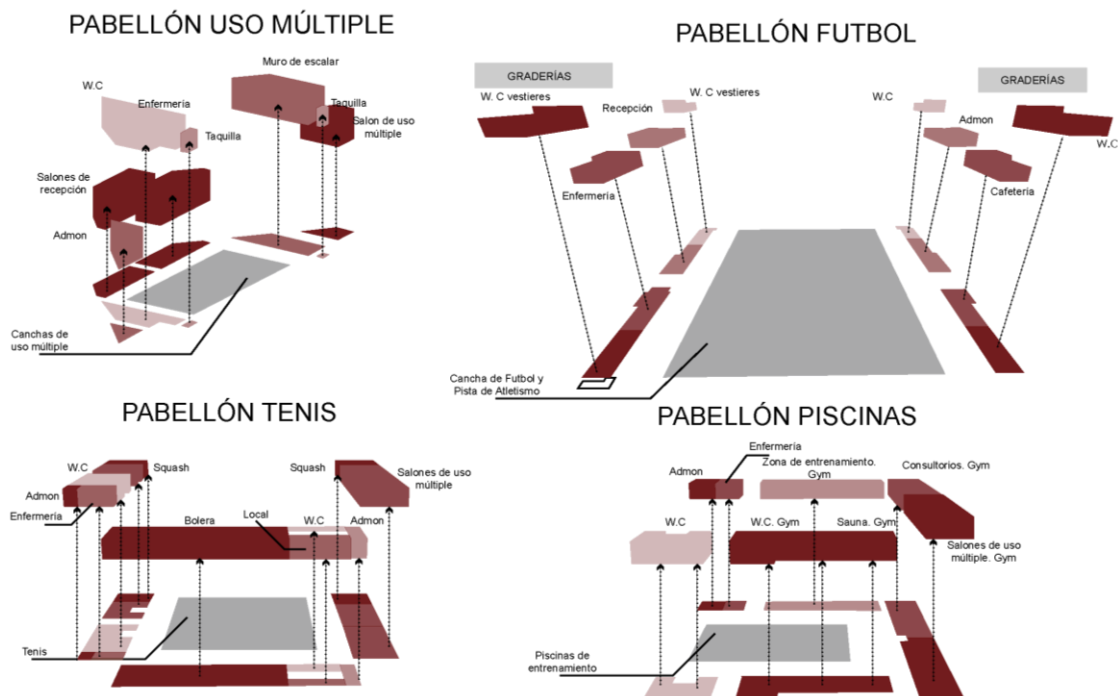 PABELLÓN USO MÚLTIPLE
Muro de escalar
W.C
Enfermería
Taquilla
Taquilla
Salon de uso
múltiple
Salones de
recepción
Admon
Canchas de
uso múltiple
PABELLÓN FUTBOL
GRADERÍAS
GRADERÍAS
W. C vestieres
W. C vestieres
Recepción
Enfermería
W.C
Admon
W.C
Cafetería
Cancha de Futbol y
Pista de Atletismo
PABELLÓN TENIS
W.C
Squash
Squash
Salones de uso
múltiple
Admon
Enfermería
Bolera
Local
W.C
Admon
Tenis
PABELLÓN PISCINAS
Enfermería
Admon
Zona de entrenamiento.
Gym
Consultorios. Gym
W.C
W.C. Gym
Sauna. Gym
Salones de uso
múltiple. Gym
Piscinas de
entrenamiento